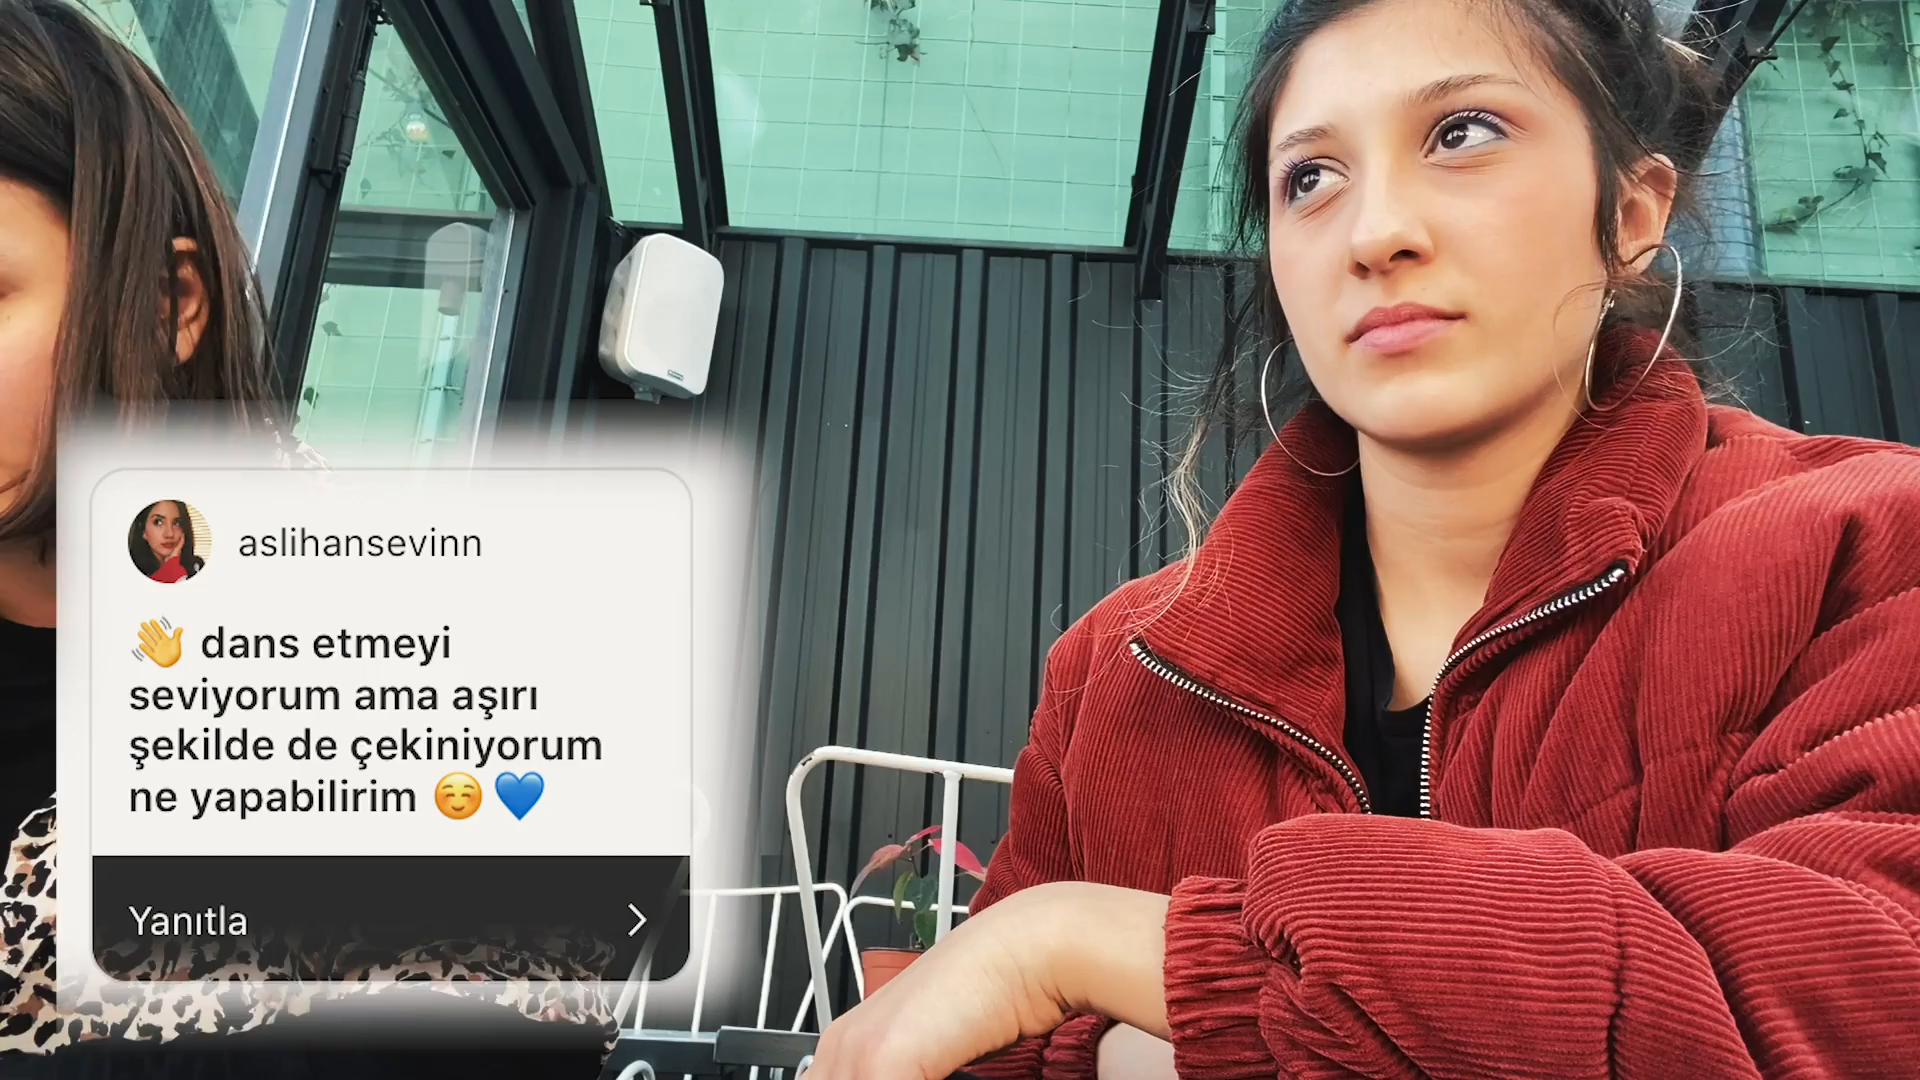 aslihansevinn
👋 dans etmeyi
seviyorum ama aşırı
şekilde de çekiniyorum
ne yapabilirim ☺️ 💙
Yanıtla